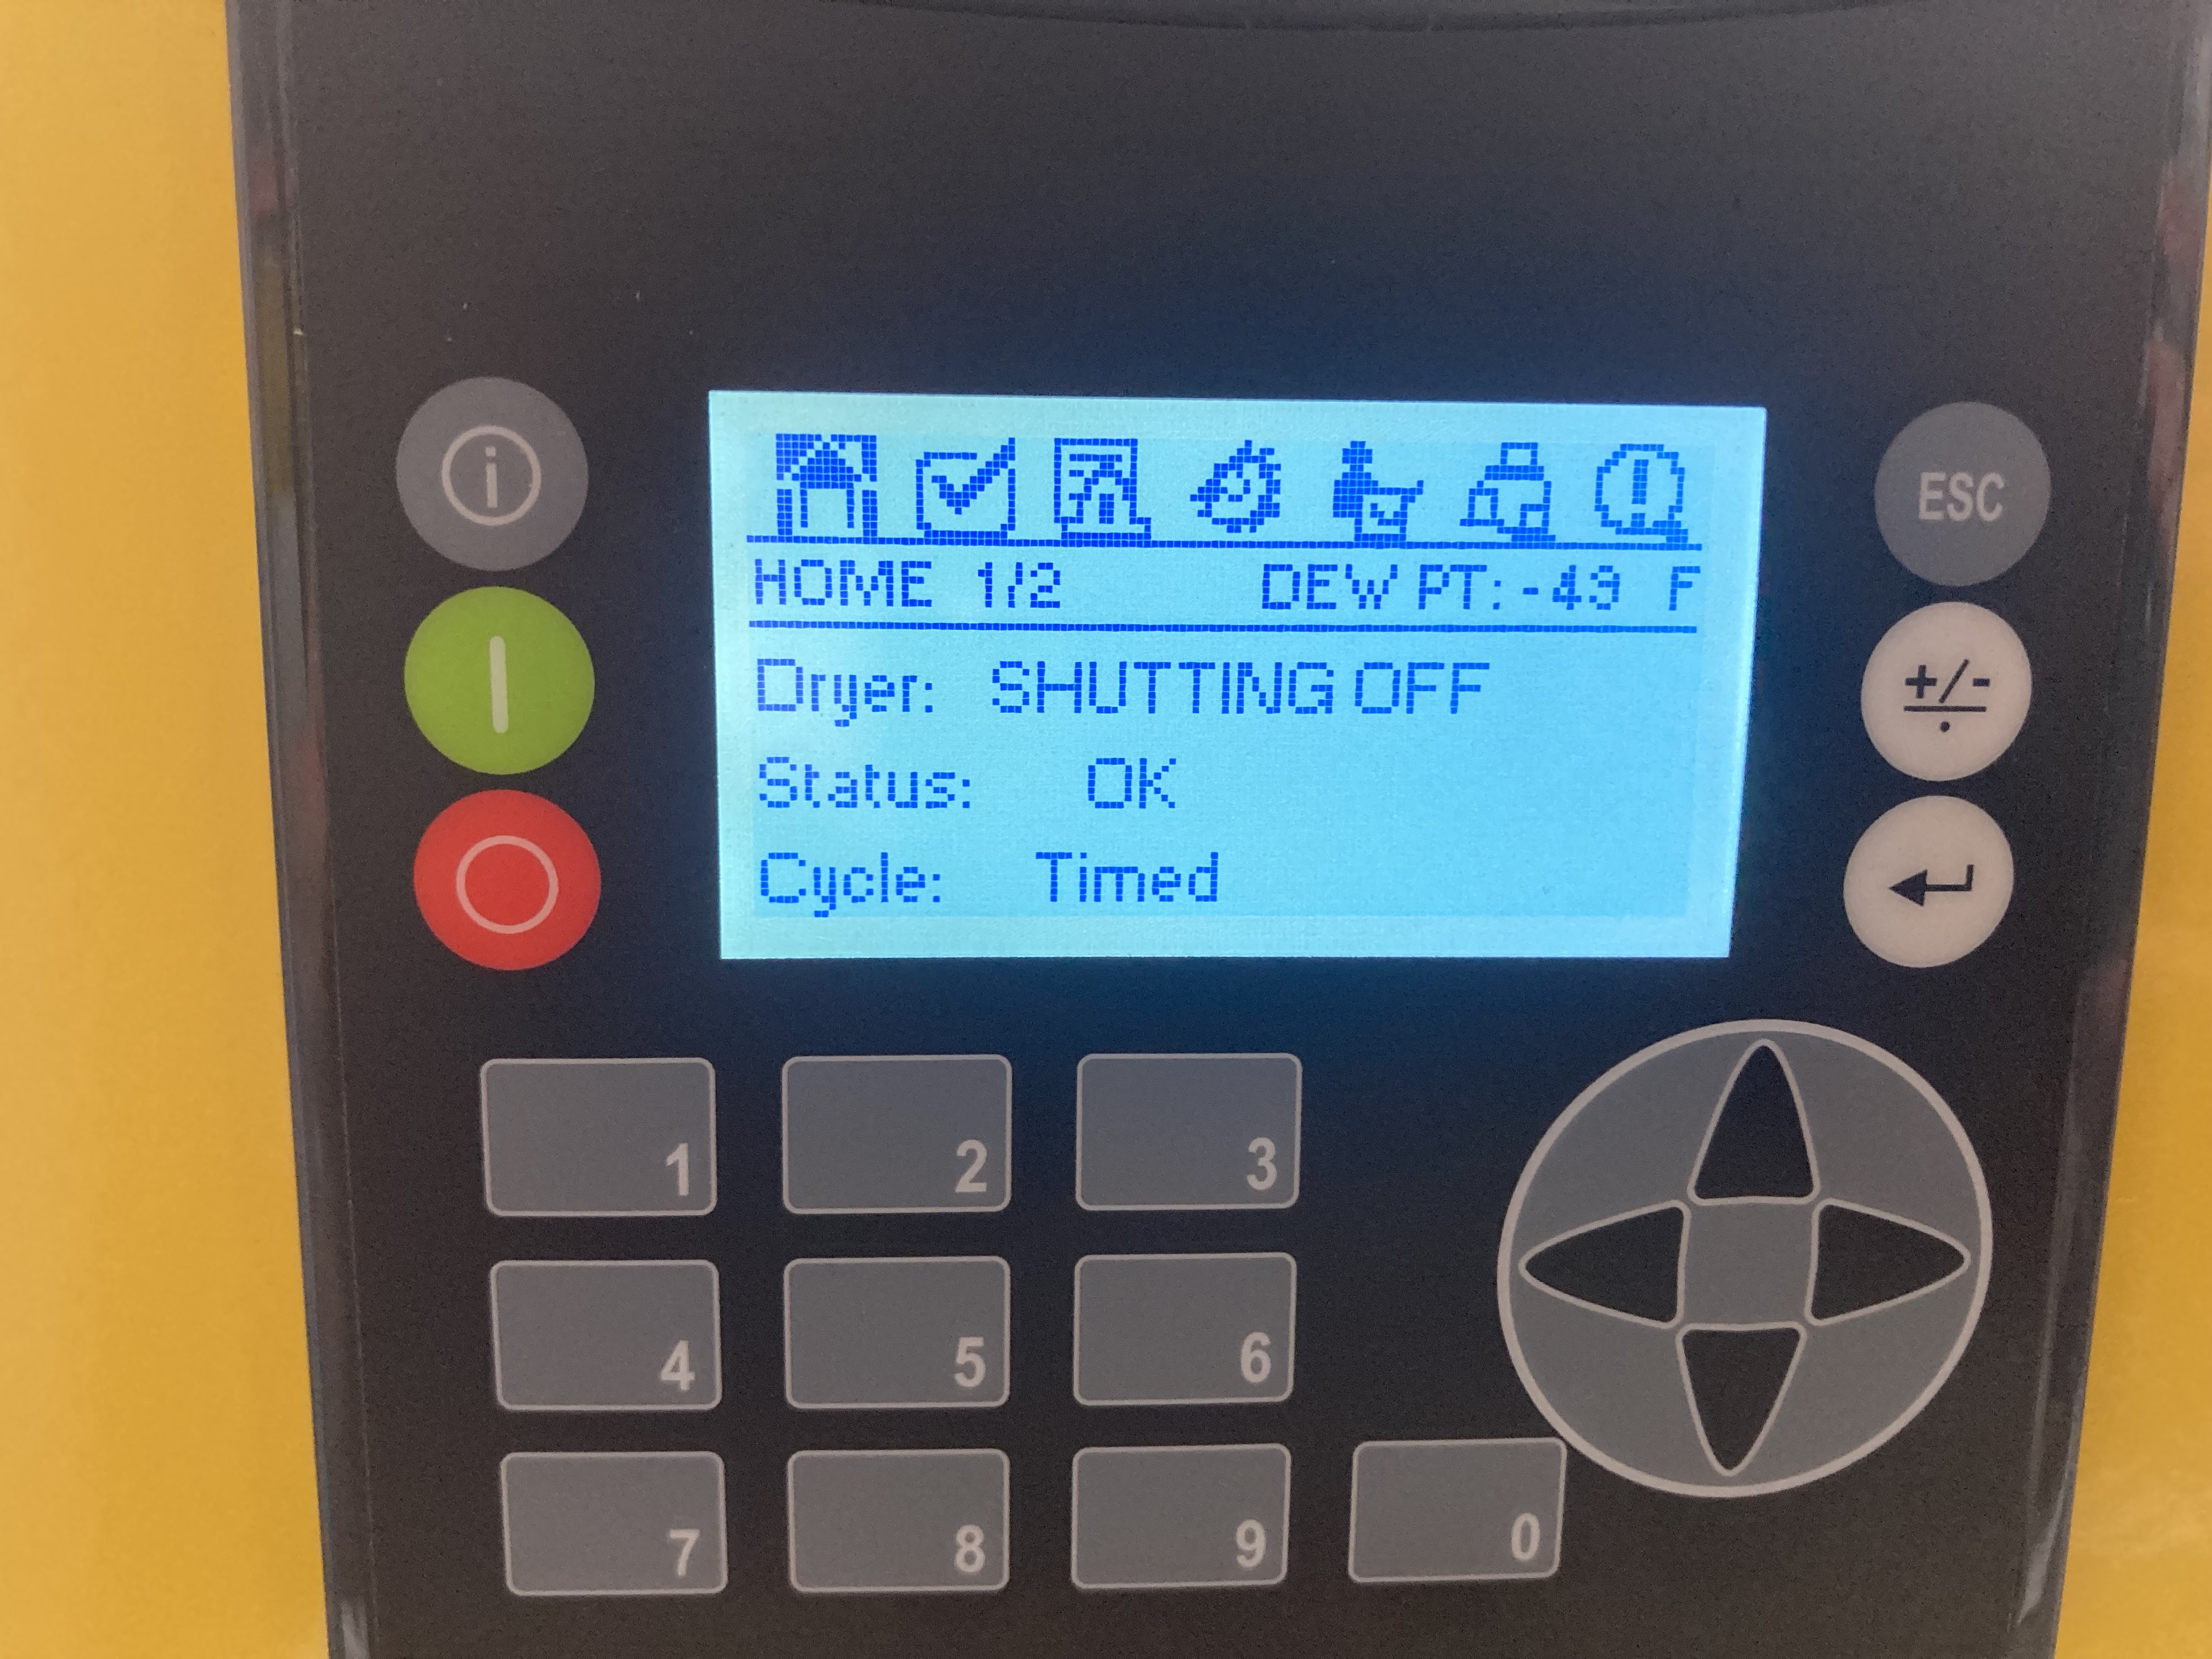 HOME 1/2 DEW PT: -49 F
Dryer: SHUTTING OFF
Status: OK
Cycle: Timed
i
ESC
+/-
1 2 3
4 5 6
7 8 9 0